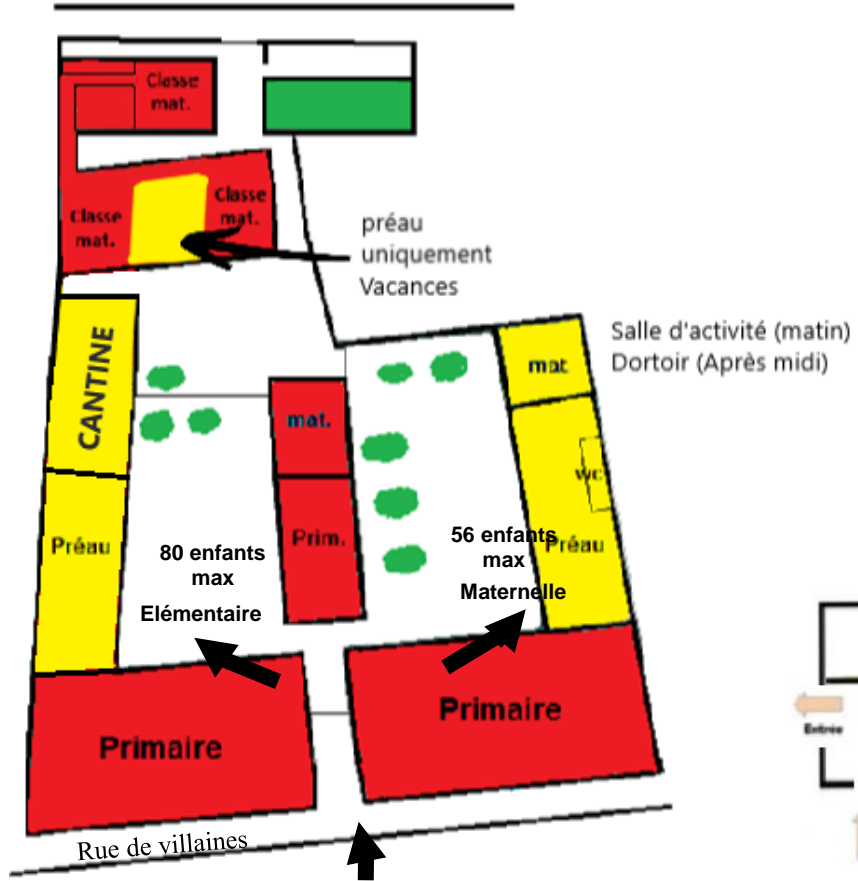 Classe
mat.
Classe
mat.
Classe
mat.
préau
uniquement
Vacances
Salle d'activité (matin)
Dortoir (Après midi)
CANTINE
mat
mat.
WC
Préau
Prim.
Préau
80 enfants
max
Elémentaire
56 enfants
max
Maternelle
Primaire
Primaire
Entrée
Rue de villaines